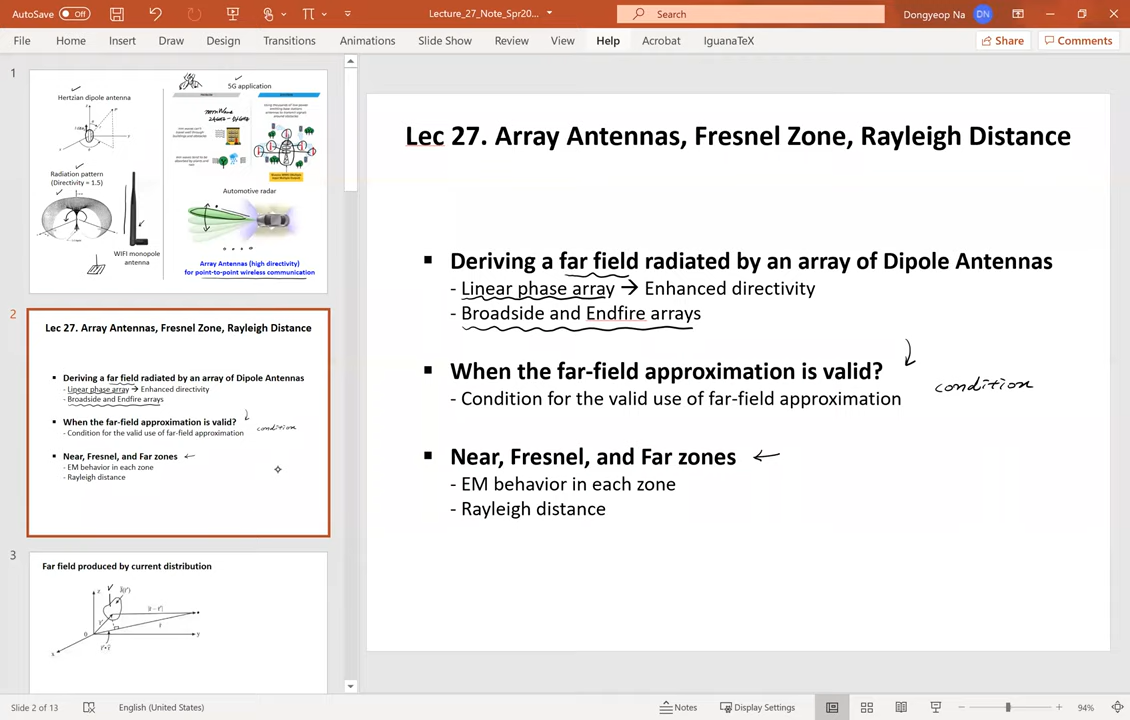 AutoSave Off
Lecture_27_Note_Spr20...
Search
Dongyeop Na DN
File Home Insert Draw Design Transitions Animations Slide Show Review View Help Acrobat IguanaTeX
Share Comments
1
Hertzian dipole antenna
Radiation pattern
(Directivity = 1.5)
WIFI monopole
antenna
5G application
Automotive radar
Array Antennas (high directivity)
for point-to-point wireless communication
2
Lec 27. Array Antennas, Fresnel Zone, Rayleigh Distance
Deriving a far field radiated by an array of Dipole Antennas
- Linear phase array → Enhanced directivity
- Broadside and Endfire arrays
When the far-field approximation is valid?
- Condition for the valid use of far-field approximation
condition
Near, Fresnel, and Far zones ←
- EM behavior in each zone
- Rayleigh distance
3
Far field produced by current distribution
Lec 27. Array Antennas, Fresnel Zone, Rayleigh Distance
▪ Deriving a far field radiated by an array of Dipole Antennas
- Linear phase array → Enhanced directivity
- Broadside and Endfire arrays
▪ When the far-field approximation is valid?
condition
- Condition for the valid use of far-field approximation
▪ Near, Fresnel, and Far zones ←
- EM behavior in each zone
- Rayleigh distance
Slide 2 of 13 English (United States) Notes Display Settings 94%